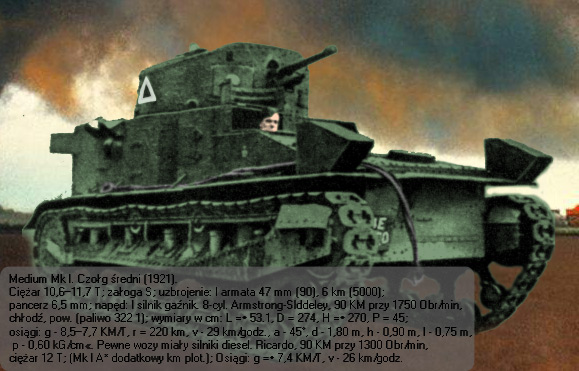 Medium Mk I. Czołg średni (1921).
Ciężar 10,6–11,7 T; załoga 5; uzbrojenie: I armata 47 mm (90), 6 km (5000);
pancerz 6,5 mm; napęd: I silnik gaźnik. 8-cyl. Armstrong-SIddeley, 90 KM przy 1750 Obr/min,
chłodź, pow. (paliwo 322 1); wymiary w cm: L =• 53.1, D = 274, H =• 270, P = 45;
osiągi: g - 8,5–7,7 KM/T, r = 220 km, v - 29 km/godz., a - 45°, d - 1,80 m, h - 0,90 m, l - 0,75 m,
p - 0,60 kG/cm«. Pewne wozy miały silniki diesel. Ricardo, 90 KM przy 1300 Obr/min,
ciężar 12 T; (Mk I A* dodatkowy km plot.); Osiągi: g =• 7,4 KM/T, v - 26 km/godz.